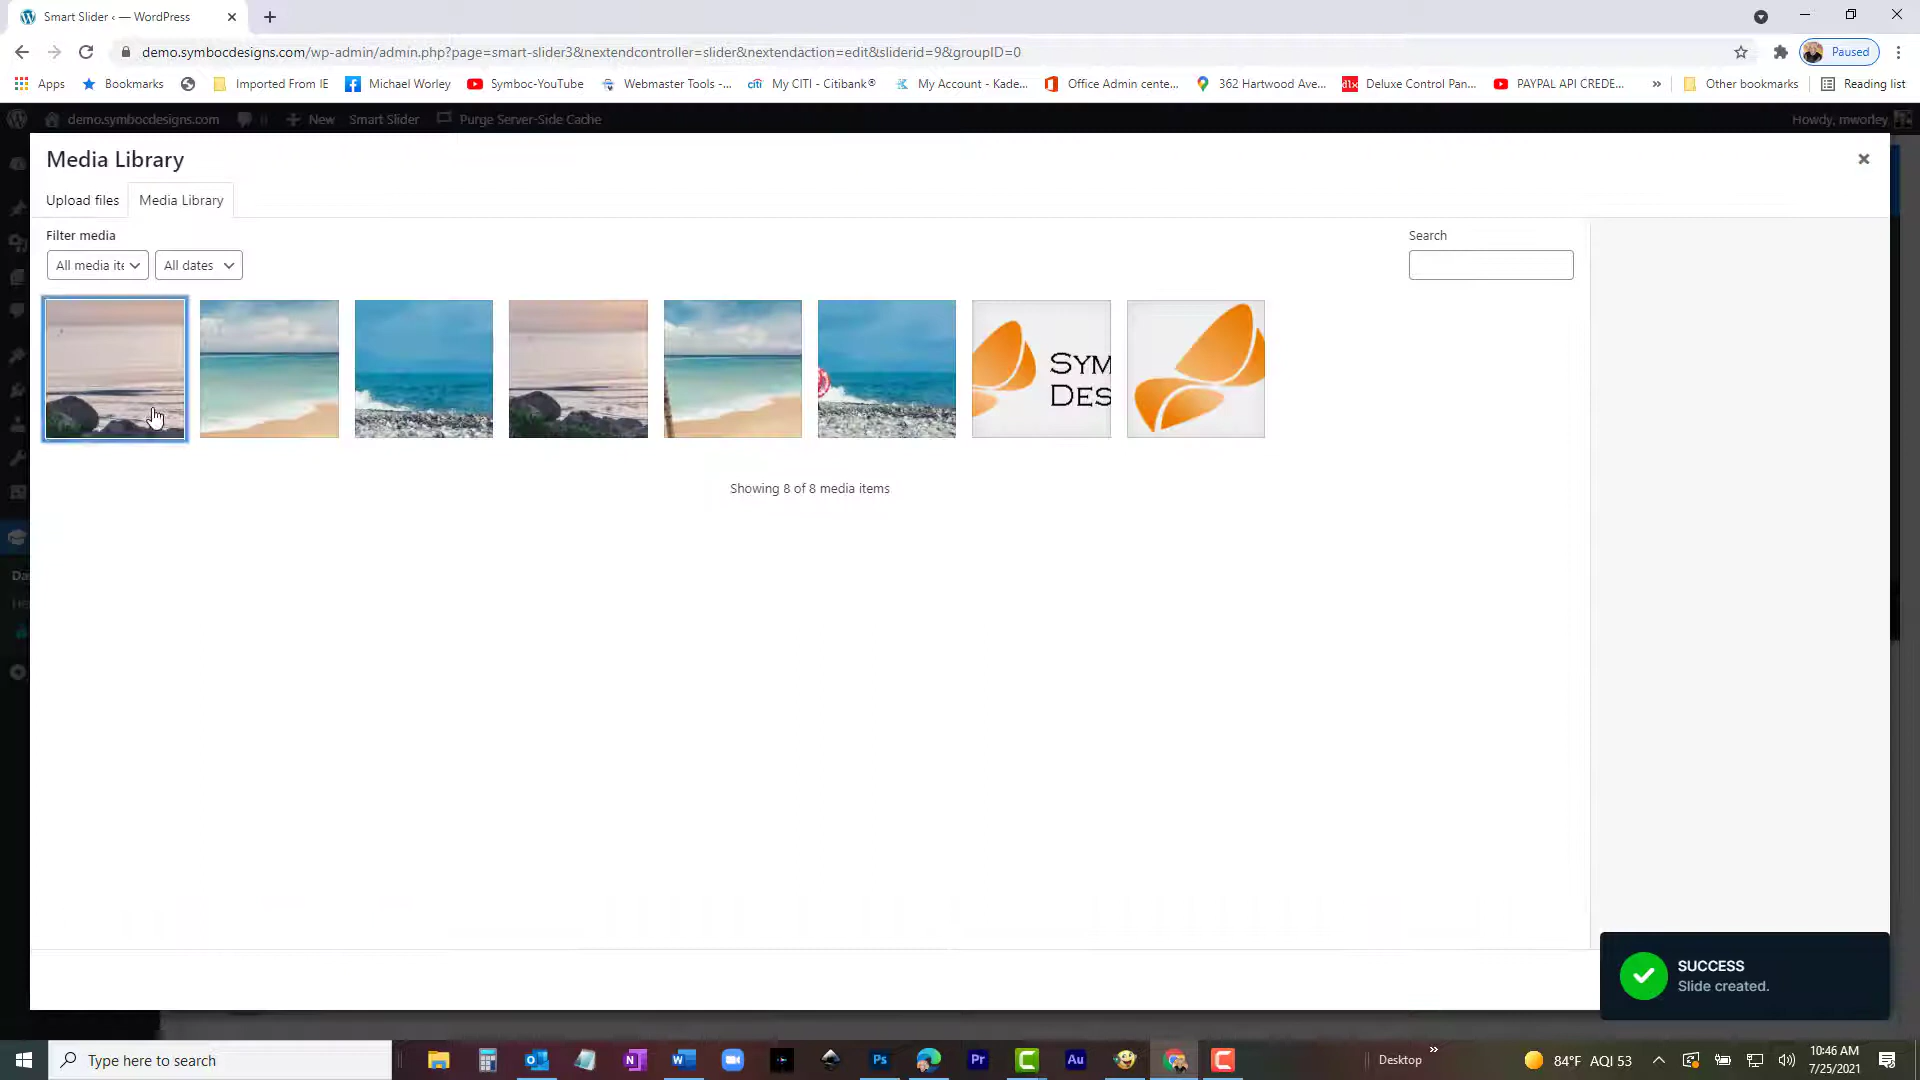 Smart Slider ‹ — WordPress
demo.symbocdesigns.com/wp-admin/admin.php?page=smart-slider3&nextendcontroller=slider&nextendaction=edit&sliderid=9&groupID=0
Paused
Apps
Bookmarks
Imported From IE
Michael Worley
Symboc-YouTube
Webmaster Tools -...
citi
My CITI - Citibank®
My Account - Kade...
Office Admin cente...
362 Hartwood Ave...
dlx
Deluxe Control Pan...
PAYPAL API CREDE...
»
Other bookmarks
Reading list
demo.symbocdesigns.com
New
Smart Slider
Purge Server-Side Cache
Howdy, mworley
Media Library
Upload files
Media Library
Filter media
Search
All media ite
All dates
SYM
DES
Showing 8 of 8 media items
SUCCESS
Slide created.
Type here to search
Ps
Pr
Au
Desktop
»
84°F AQI 53
10:46 AM
7/25/2021